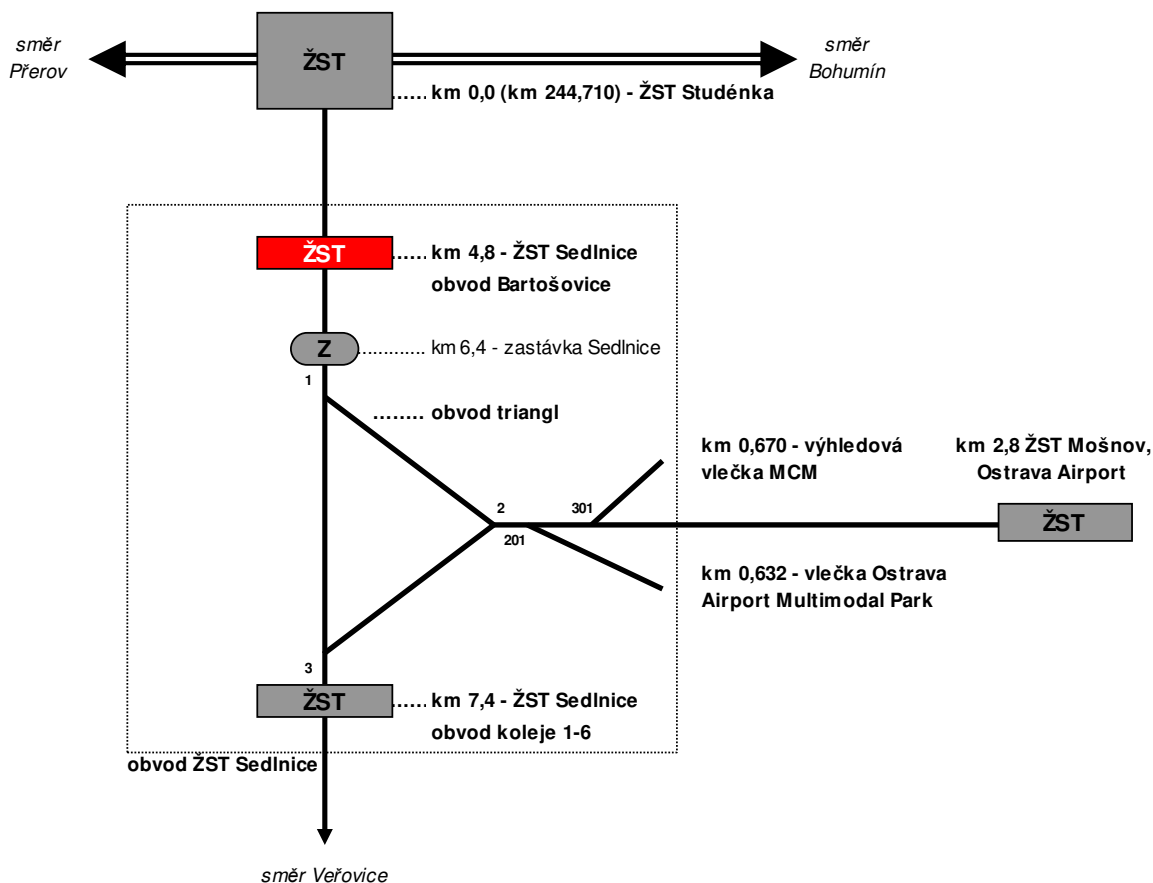 směr
Přerov
ŽST
směr
Bohumín
...... km 0,0 (km 244,710) - ŽST Studénka
ŽST
...... km 4,8 - ŽST Sedlnice
obvod Bartošovice
Z
............. km 6,4 - zastávka Sedlnice
1
........ obvod triangl
km 0,670 - výhledová
vlečka MCM
km 2,8 ŽST Mošnov,
Ostrava Airport
2
301
201
ŽST
km 0,632 - vlečka Ostrava
Airport Multimodal Park
3
ŽST
...... km 7,4 - ŽST Sedlnice
obvod koleje 1-6
obvod ŽST Sedlnice
směr Veřovice